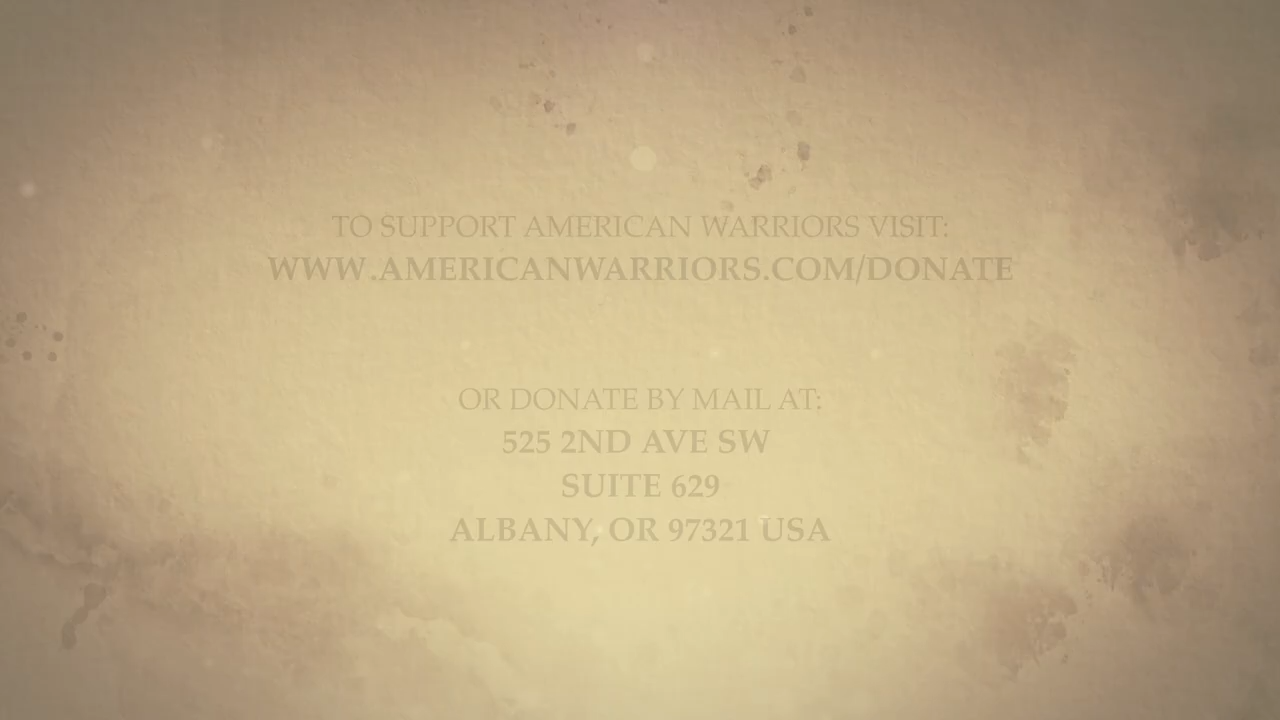 TO SUPPORT AMERICAN WARRIORS VISIT:
WWW.AMERICANWARRIORS.COM/DONATE
OR DONATE BY MAIL AT:
525 2ND AVE SW
SUITE 629
ALBANY, OR 97321 USA